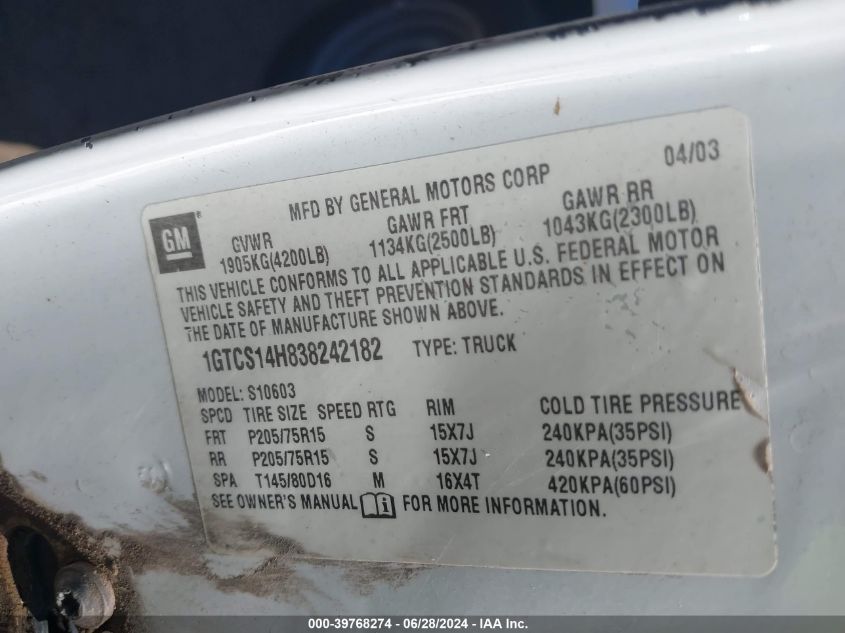 04/03
MFD BY GENERAL MOTORS CORP
GM®
GVWR GAWR FRT GAWR RR
1905KG(4200LB) 1134KG(2500LB) 1043KG(2300LB)
THIS VEHICLE CONFORMS TO ALL APPLICABLE U.S. FEDERAL MOTOR
VEHICLE SAFETY AND THEFT PREVENTION STANDARDS IN EFFECT ON
THE DATE OF MANUFACTURE SHOWN ABOVE.
1GTCS14H838242182 TYPE: TRUCK
MODEL: S10603
SPCD TIRE SIZE SPEED RTG RIM COLD TIRE PRESSURE
FRT P205/75R15 S 15X7J 240KPA(35PSI)
RR P205/75R15 S 15X7J 240KPA(35PSI)
SPA T145/80D16 M 16X4T 420KPA(60PSI)
SEE OWNER'S MANUAL i FOR MORE INFORMATION.
000-39768274 - 06/28/2024 - IAA Inc.